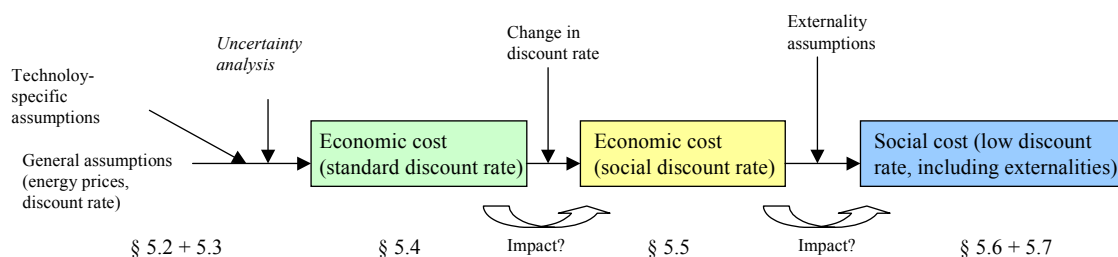 Uncertainty
analysis
Technoloy-
specific
assumptions
General assumptions
(energy prices,
discount rate)
Economic cost
(standard discount rate)
Change in
discount rate
Economic cost
(social discount rate)
Externality
assumptions
Social cost (low discount
rate, including externalities)
Impact?
Impact?
§ 5.2 + 5.3
§ 5.4
§ 5.5
§ 5.6 + 5.7